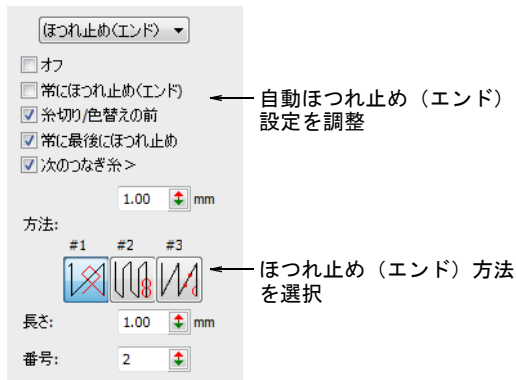 ほつれ止め(エンド)
オフ
常にほつれ止め(エンド)
糸切り/色替えの前
常に最後にほつれ止め
次のつなぎ糸 >
1.00 mm
方法:
#1 #2 #3
長さ: 1.00 mm
番号: 2
自動ほつれ止め（エンド）
設定を調整
ほつれ止め（エンド）方法
を選択